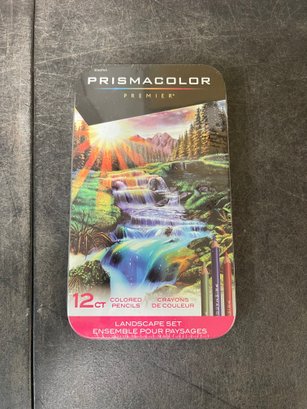 PRISMACOLOR
PREMIER®
12CT
COLORED PENCILS
CRAYONS DE COULEUR
LANDSCAPE SET
ENSEMBLE POUR PAYSAGES